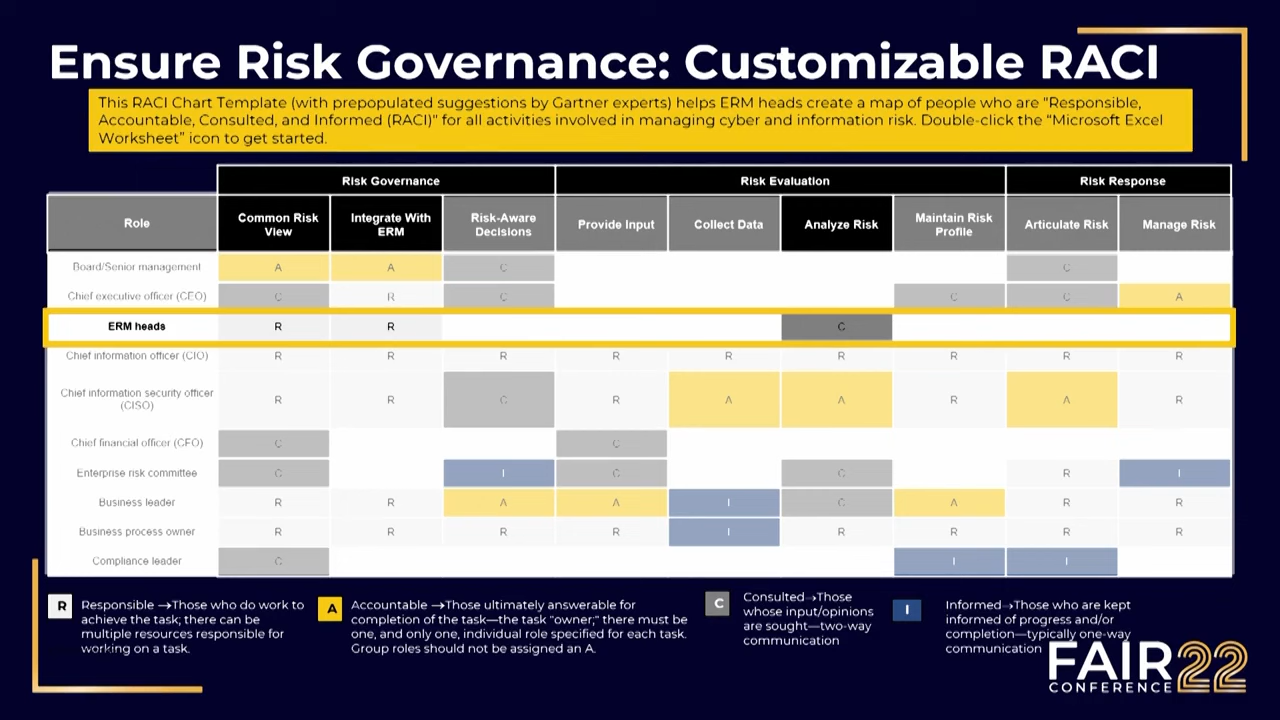 Ensure Risk Governance: Customizable RACI
This RACI Chart Template (with prepopulated suggestions by Gartner experts) helps ERM heads create a map of people who are "Responsible,
Accountable, Consulted, and Informed (RACI)" for all activities involved in managing cyber and information risk. Double-click the "Microsoft Excel
Worksheet" icon to get started.
Risk Governance Risk Evaluation Risk Response
Role Common Risk View Integrate With ERM Risk-Aware Decisions Provide Input Collect Data Analyze Risk Maintain Risk Profile Articulate Risk Manage Risk
Board/Senior management A A C C
Chief executive officer (CEO) C R C C C A
ERM heads R R C
Chief information officer (CIO) R R R R R R R R R
Chief information security officer (CISO) R R C R A A R A R
Chief financial officer (CFO) C C
Enterprise risk committee C I C C R I
Business leader R R A A I C A R R
Business process owner R R R R I R R R R
Compliance leader C I I
R Responsible →Those who do work to
achieve the task; there can be
multiple resources responsible for
working on a task.
A Accountable →Those ultimately answerable for
completion of the task—the task "owner;" there must be
one, and only one, individual role specified for each task.
Group roles should not be assigned an A.
C Consulted→Those
whose input/opinions
are sought—two-way
communication
I Informed→Those who are kept
informed of progress and/or
completion—typically one-way
communication
FAIR 22
CONFERENCE